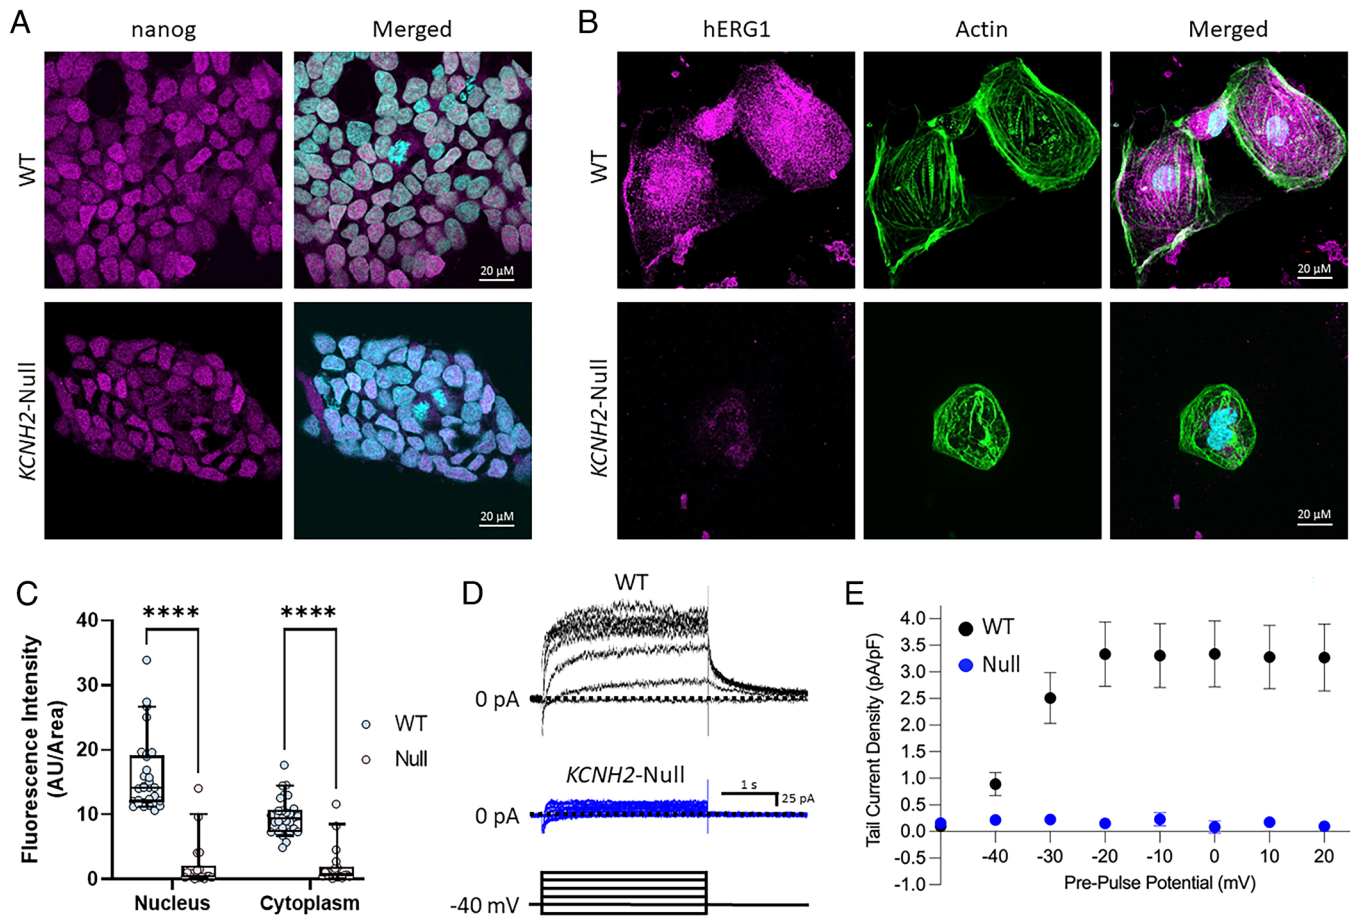 A
nanog
Merged
WT
20 µM
KCNH2-Null
20 µM
B
hERG1
Actin
Merged
WT
20 µM
KCNH2-Null
20 µM
C
Fluorescence Intensity
(AU/Area)
40
30
20
10
0
****
****
WT
Null
Nucleus
Cytoplasm
D
WT
0 pA
KCNH2-Null
1 s
25 pA
0 pA
-40 mV
E
Tail Current Density (pA/pF)
4.0
3.5
3.0
2.5
2.0
1.5
1.0
0.5
0.0
-0.5
-1.0
WT
Null
-40
-30
-20
-10
0
10
20
Pre-Pulse Potential (mV)